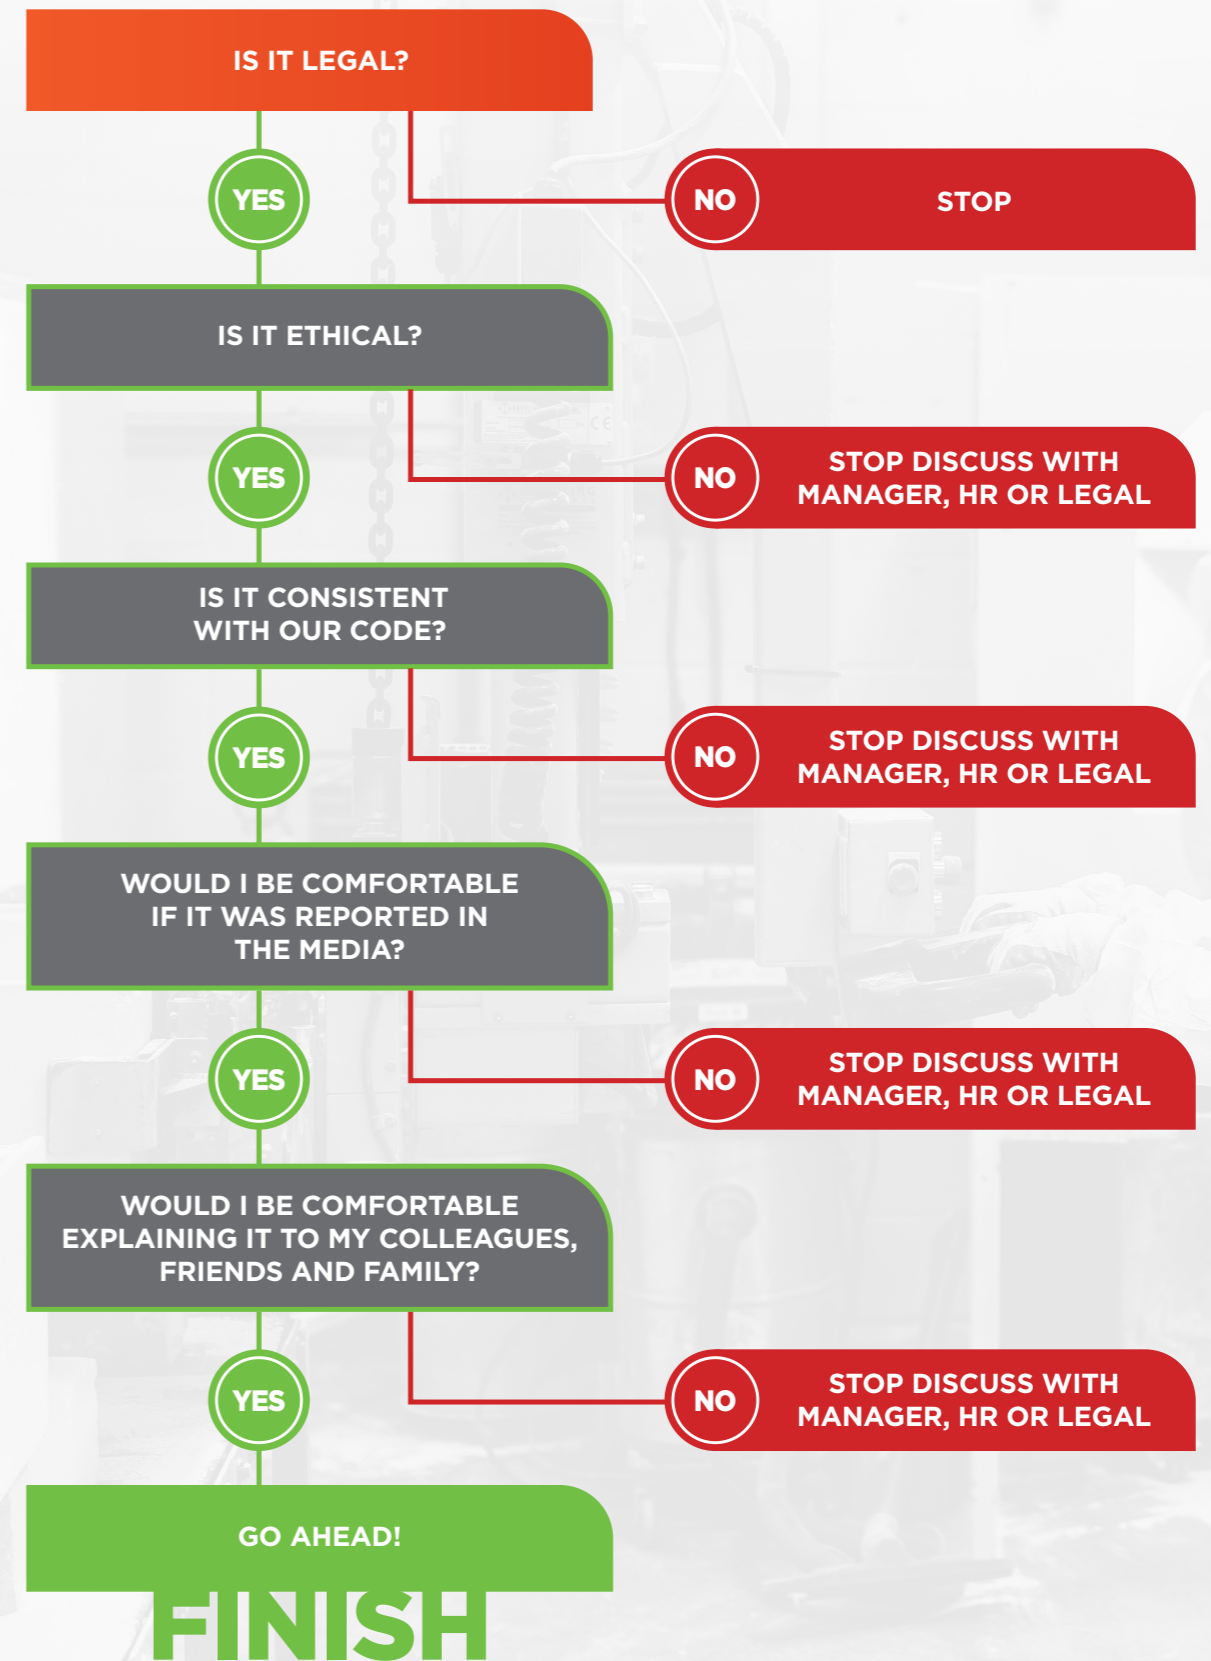 IS IT LEGAL?
YES
NO
STOP
IS IT ETHICAL?
YES
NO
STOP DISCUSS WITH
MANAGER, HR OR LEGAL
IS IT CONSISTENT
WITH OUR CODE?
YES
NO
STOP DISCUSS WITH
MANAGER, HR OR LEGAL
WOULD I BE COMFORTABLE
IF IT WAS REPORTED IN
THE MEDIA?
YES
NO
STOP DISCUSS WITH
MANAGER, HR OR LEGAL
WOULD I BE COMFORTABLE
EXPLAINING IT TO MY COLLEAGUES,
FRIENDS AND FAMILY?
YES
NO
STOP DISCUSS WITH
MANAGER, HR OR LEGAL
GO AHEAD!
FINISH